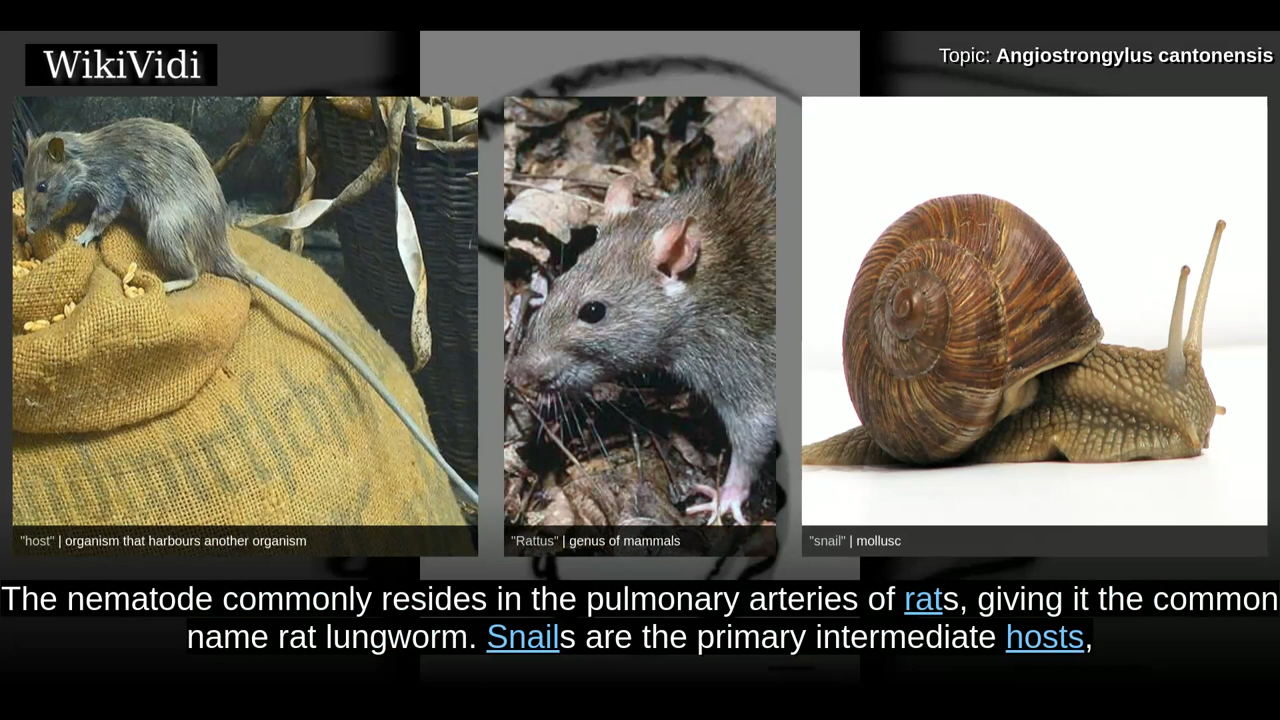 WikiVidi
Topic: Angiostrongylus cantonensis
"host" | organism that harbours another organism
"Rattus" | genus of mammals
"snail" | mollusc
The nematode commonly resides in the pulmonary arteries of rats, giving it the common
name rat lungworm. Snails are the primary intermediate hosts,